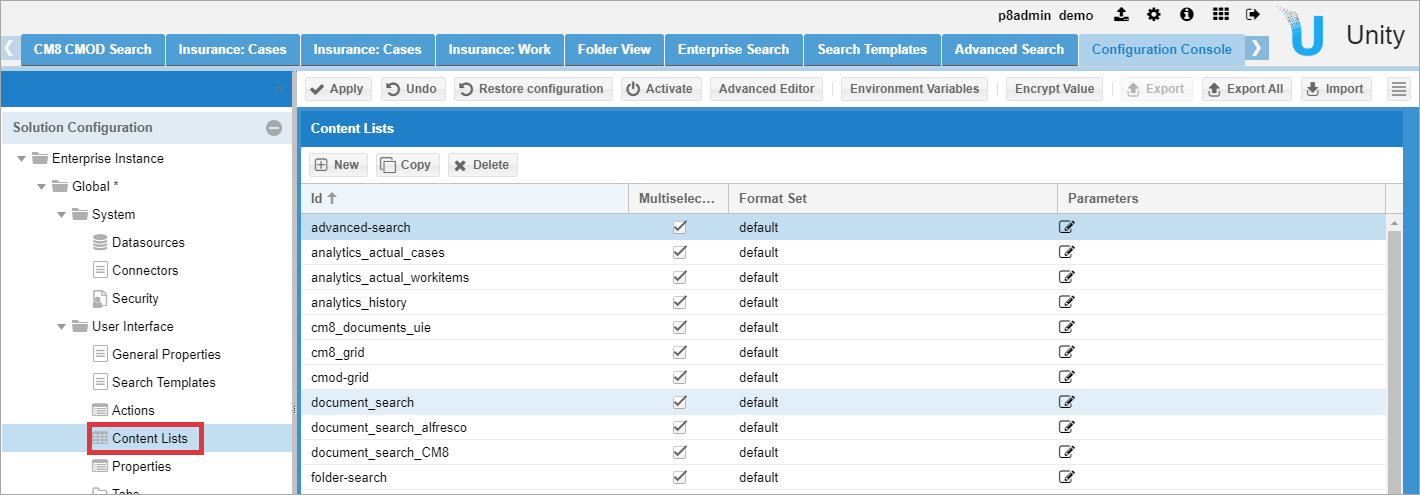 p8admin demo
Unity
CM8 CMOD Search Insurance: Cases Insurance: Cases Insurance: Work Folder View Enterprise Search Search Templates Advanced Search Configuration Console
Apply Undo Restore configuration Activate Advanced Editor Environment Variables Encrypt Value Export Export All Import
Solution Configuration
Enterprise Instance
Global *
System
Datasources
Connectors
Security
User Interface
General Properties
Search Templates
Actions
Content Lists
Properties
Tabs
Content Lists
New Copy Delete
Id Multiselec... Format Set Parameters
advanced-search default
analytics_actual_cases default
analytics_actual_workitems default
analytics_history default
cm8_documents_uie default
cm8_grid default
cmod-grid default
document_search default
document_search_alfresco default
document_search_CM8 default
folder-search default